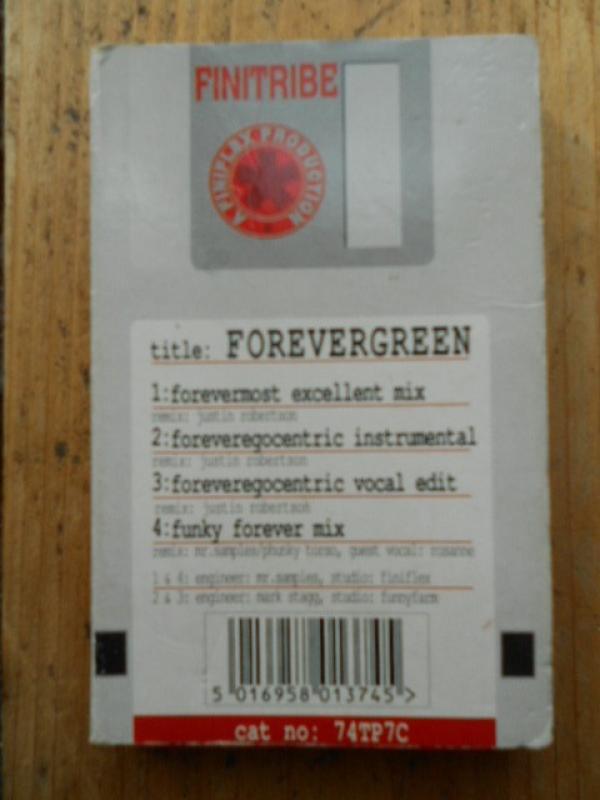 FINITRIBE
A FINIFLEX PRODUCTION
title: FOREVERGREEN
1:forevermost excellent mix
remix: justin robertson
2:foreveregocentric instrumental
remix: justin robertson
3:foreveregocentric vocal edit
remix: justin robertson
4:funky forever mix
remix: mr.samples/phunky torso, guest vocal: rosanne
1 & 4: engineer: mr.samples, studio: finiflex
2 & 3: engineer: mark stagg, studio: funnyfarm
5 016958 013745 >
cat no: 74TP7C